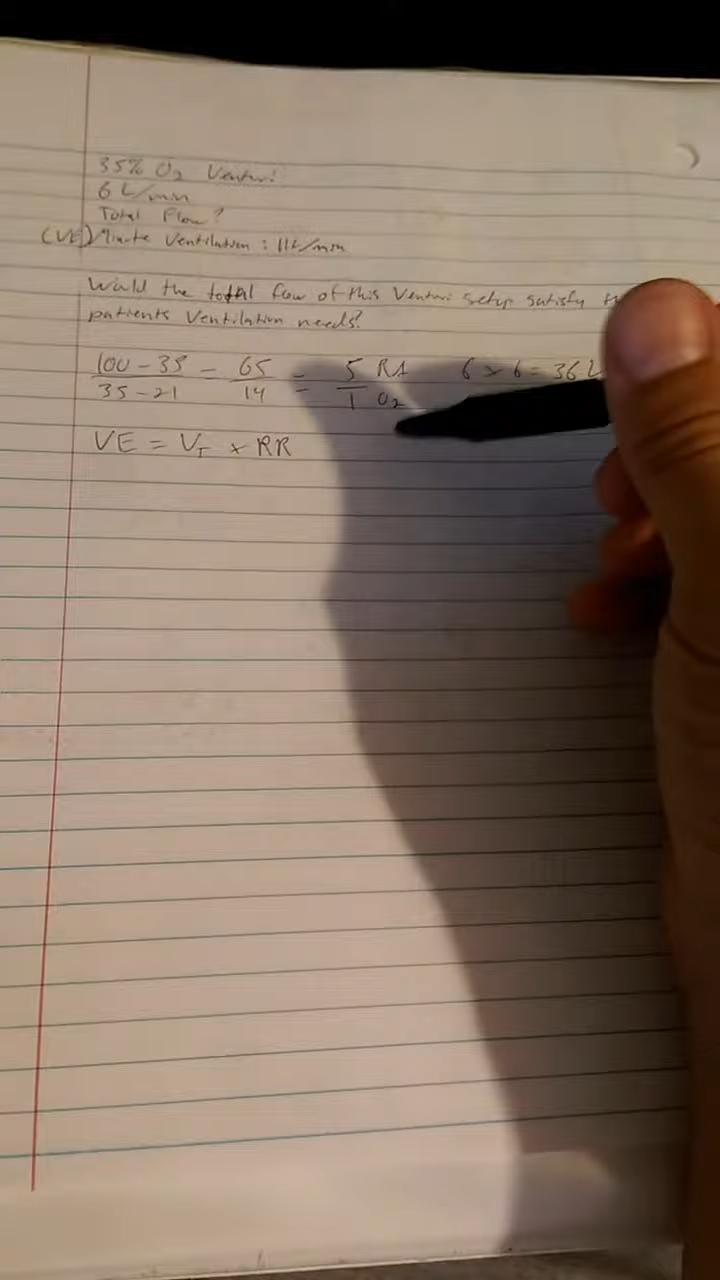 35% O2 Venturi
6 L/min
Total Flow?
(VE) Minute Ventilation: 11L/min
Would the total flow of this Venturi setup satisfy
patients Ventilation needs?
100 - 35 / 35 - 21 = 65 / 14 = 5 RA / 1 O2 6 x 6 = 36 L
VE = VT x RR